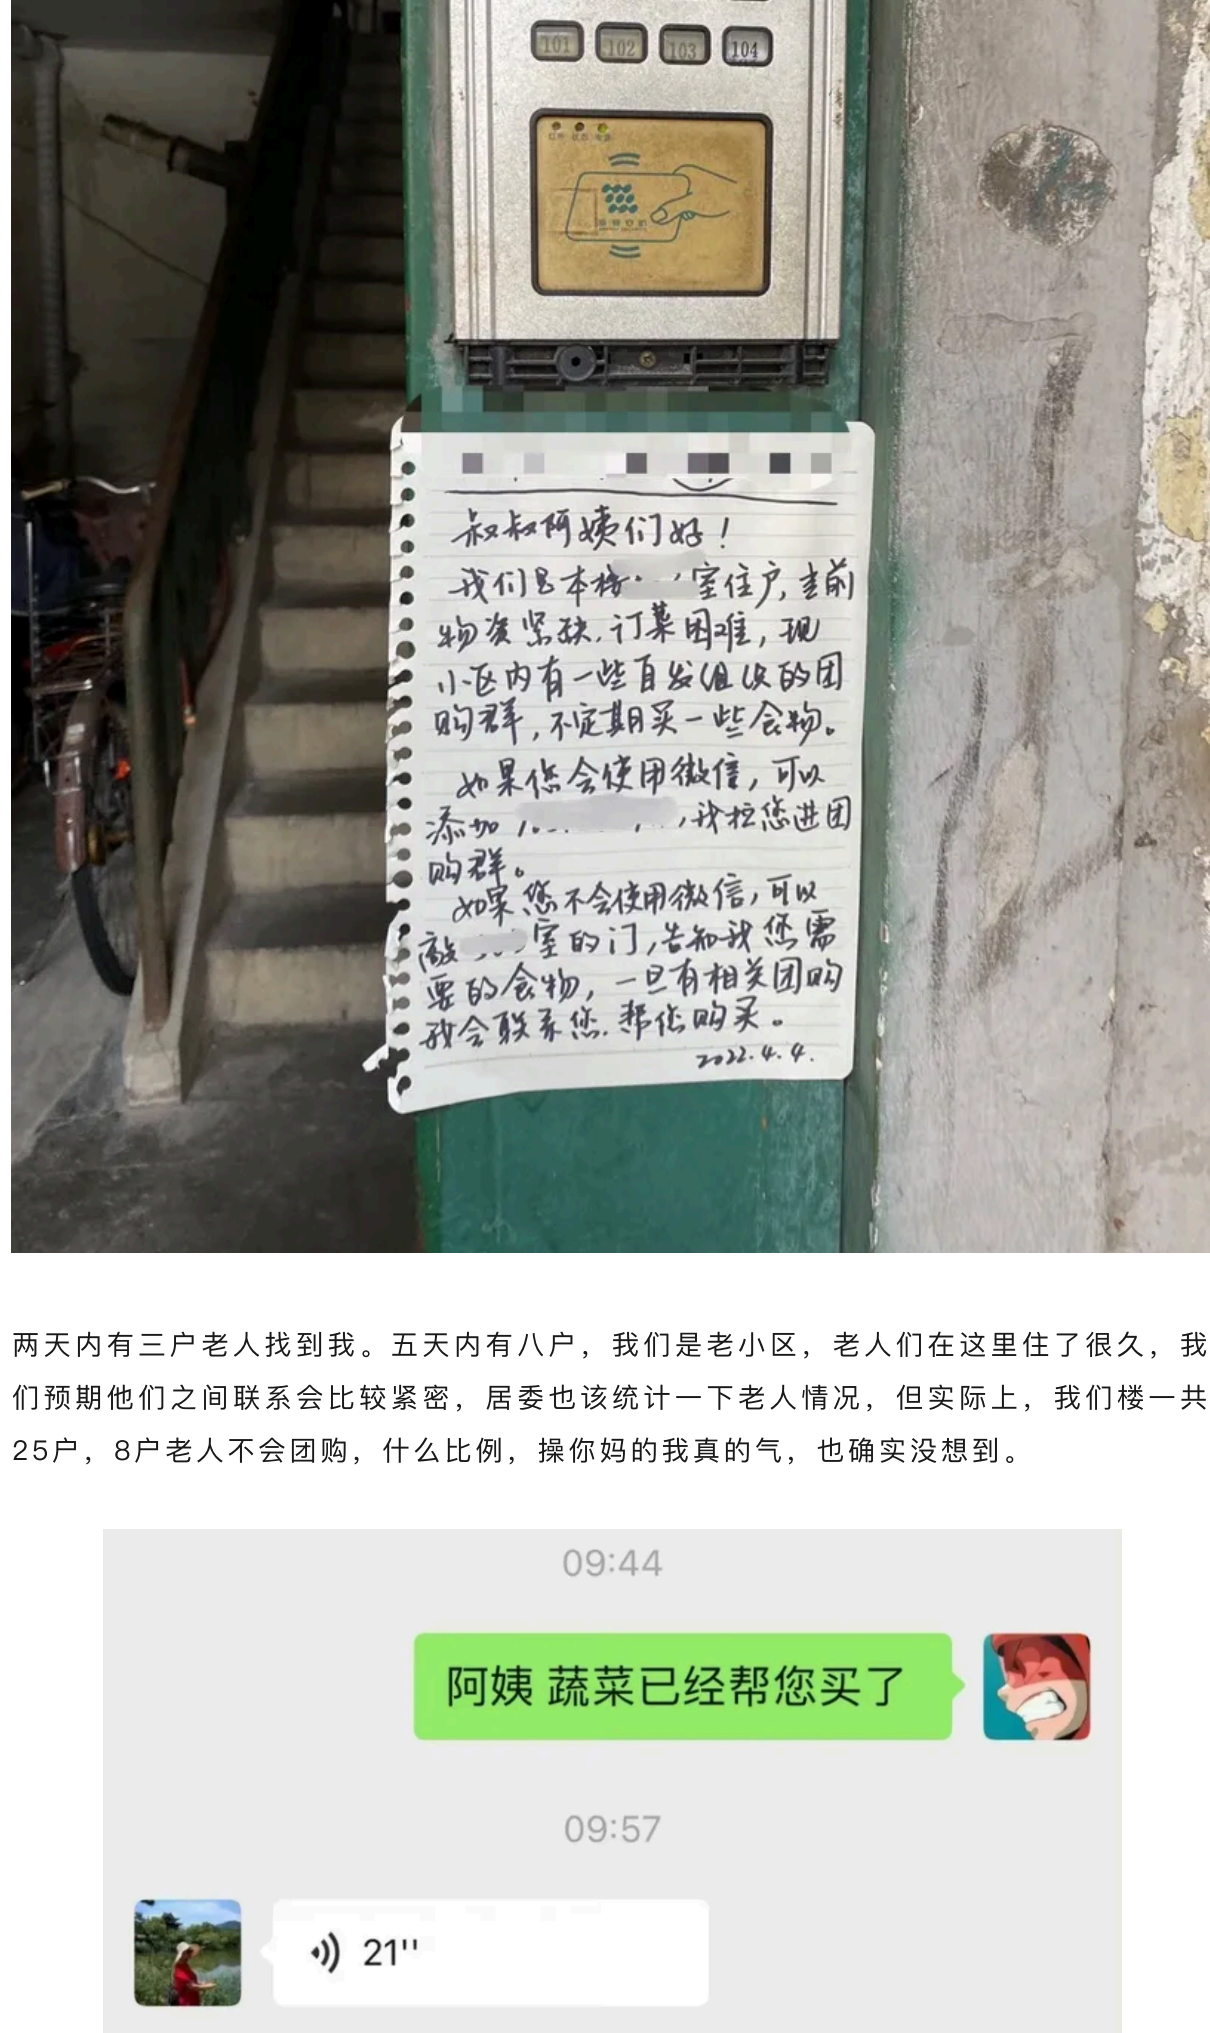 101 102 103 104
叔叔阿姨们好！
我们是本楼 室住户，当前
物资紧缺，订菜困难，现
小区内有一些自发组织的团
购群，不定期买一些食物。
如果您会使用微信，可以
添加 ，我拉您进团
购群。
如果您不会使用微信，可以
敲 室的门，告知我您需
要的食物，一旦有相关团购
我会联系您，帮您购买。
2022.4.4.
两天内有三户老人找到我。五天内有八户，我们是老小区，老人们在这里住了很久，我
们预期他们之间联系会比较紧密，居委也该统计一下老人情况，但实际上，我们楼一共
25户，8户老人不会团购，什么比例，操你妈的我真的气，也确实没想到。
09:44
阿姨 蔬菜已经帮您买了
09:57
21''